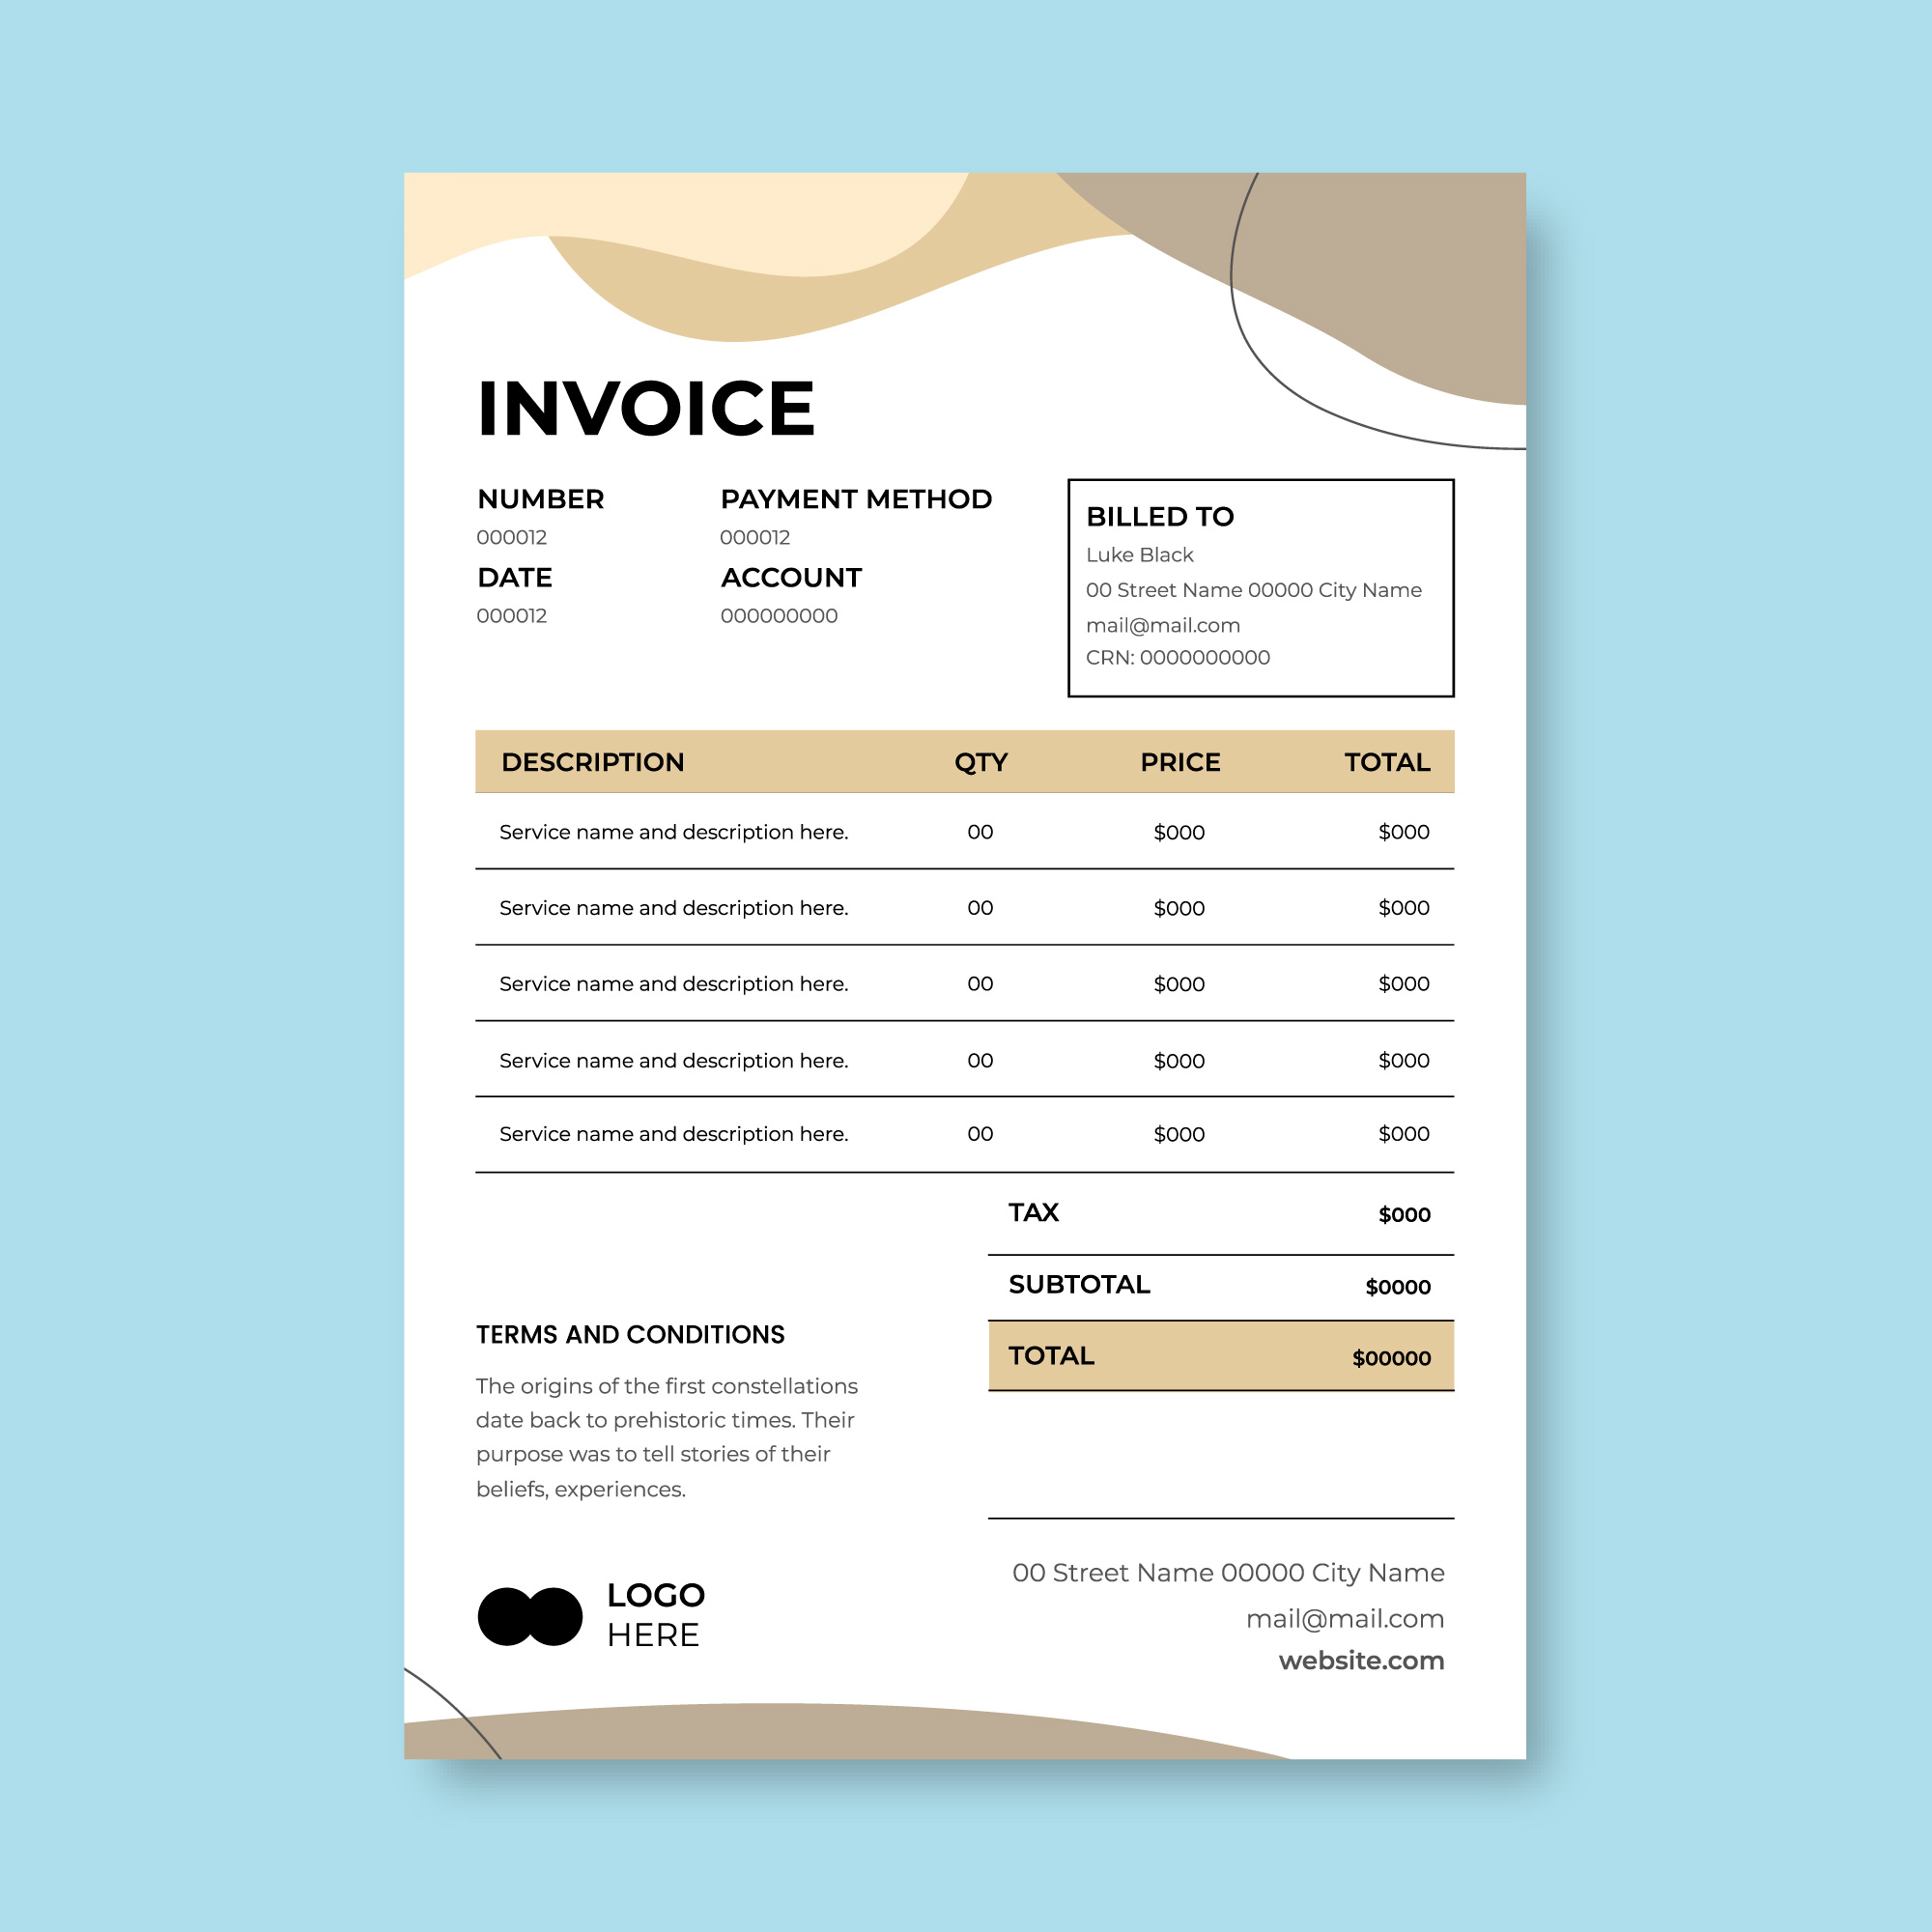 INVOICE
NUMBER
000012
DATE
000012
PAYMENT METHOD
000012
ACCOUNT
000000000
BILLED TO
Luke Black
00 Street Name 00000 City Name
mail@mail.com
CRN: 0000000000
DESCRIPTION QTY PRICE TOTAL
Service name and description here. 00 $000 $000
Service name and description here. 00 $000 $000
Service name and description here. 00 $000 $000
Service name and description here. 00 $000 $000
Service name and description here. 00 $000 $000
TAX $000
SUBTOTAL $0000
TOTAL $00000
TERMS AND CONDITIONS
The origins of the first constellations
date back to prehistoric times. Their
purpose was to tell stories of their
beliefs, experiences.
LOGO
HERE
00 Street Name 00000 City Name
mail@mail.com
website.com